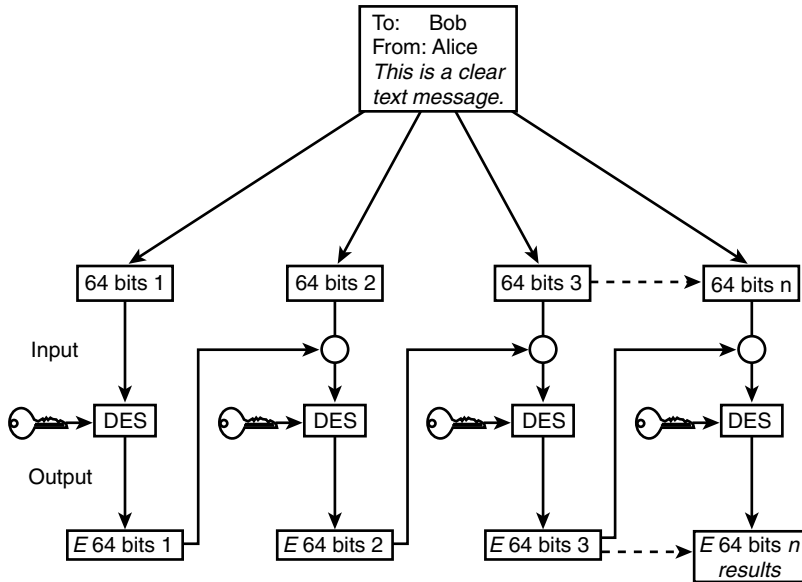 To: Bob
From: Alice
This is a clear
text message.
64 bits 1
64 bits 2
64 bits 3
64 bits n
Input
DES
DES
DES
DES
Output
E 64 bits 1
E 64 bits 2
E 64 bits 3
E 64 bits n
results